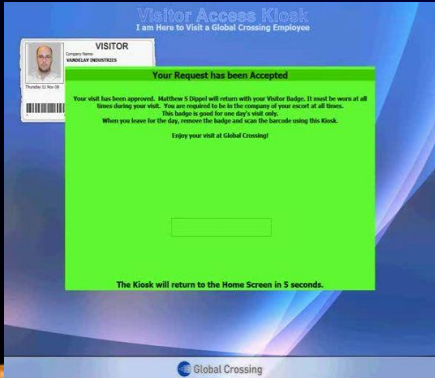 Visitor Access Kiosk
I am Here to Visit a Global Crossing Employee
VISITOR
Company Name:
VANDELAY INDUSTRIES
Thursday 12 Nov 09
Your Request has been Accepted
Your visit has been approved. Matthew S Dippel will return with your Visitor Badge. It must be worn at all
times during your visit. You are required to be in the company of your escort at all times.
This badge is good for one day's visit only.
When you leave for the day, remove the badge and scan the barcode using this Kiosk.
Enjoy your visit at Global Crossing!
The Kiosk will return to the Home Screen in 5 seconds.
Global Crossing